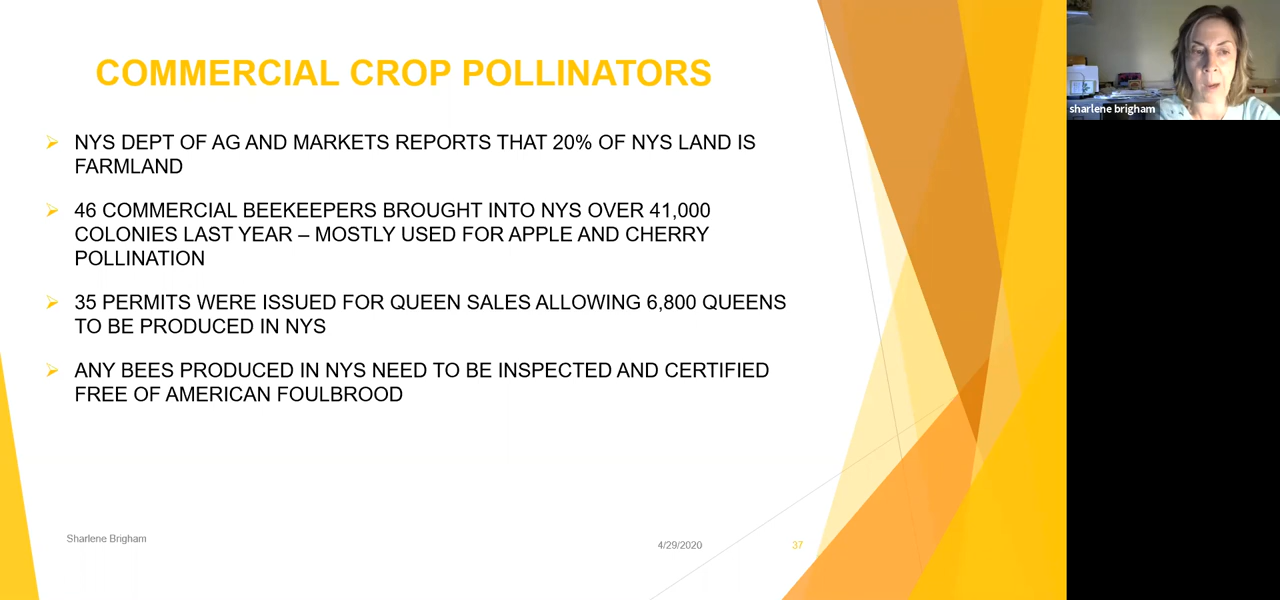 COMMERCIAL CROP POLLINATORS
sharlene brigham
NYS DEPT OF AG AND MARKETS REPORTS THAT 20% OF NYS LAND IS
FARMLAND
46 COMMERCIAL BEEKEEPERS BROUGHT INTO NYS OVER 41,000
COLONIES LAST YEAR – MOSTLY USED FOR APPLE AND CHERRY
POLLINATION
35 PERMITS WERE ISSUED FOR QUEEN SALES ALLOWING 6,800 QUEENS
TO BE PRODUCED IN NYS
ANY BEES PRODUCED IN NYS NEED TO BE INSPECTED AND CERTIFIED
FREE OF AMERICAN FOULBROOD
Sharlene Brigham
4/29/2020
37